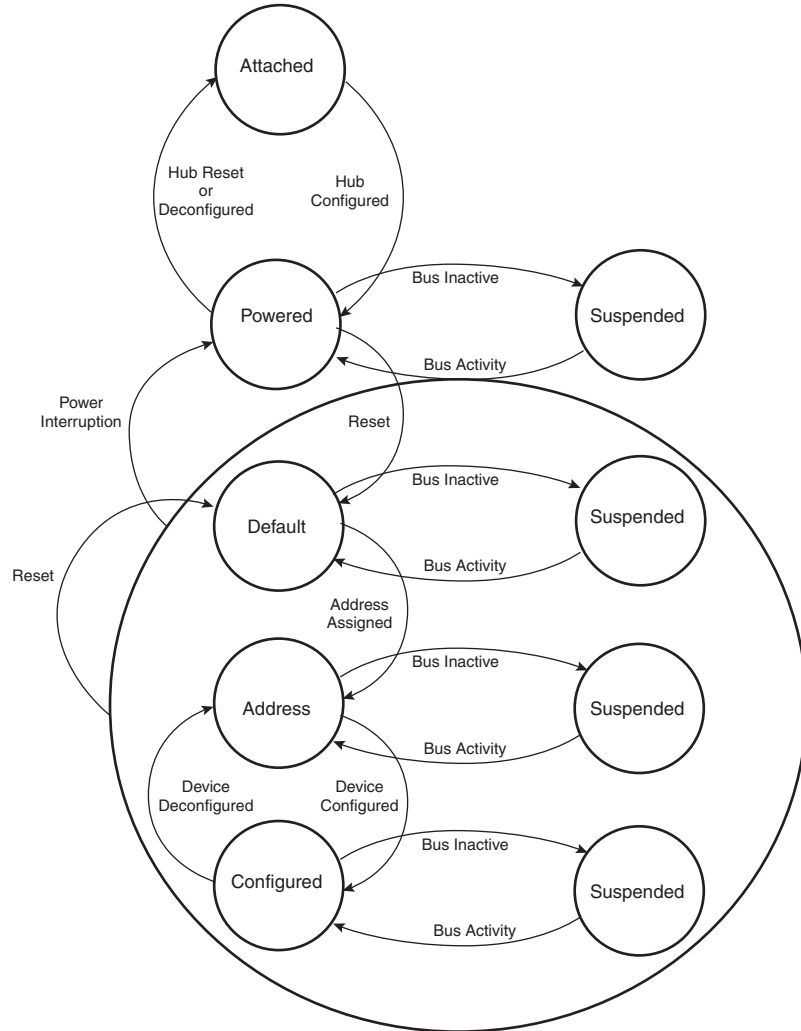 Attached
Hub Reset
or
Deconfigured
Hub
Configured
Powered
Bus Inactive
Suspended
Bus Activity
Power
Interruption
Reset
Default
Bus Inactive
Suspended
Bus Activity
Reset
Address
Assigned
Address
Bus Inactive
Suspended
Bus Activity
Device
Deconfigured
Device
Configured
Configured
Bus Inactive
Suspended
Bus Activity